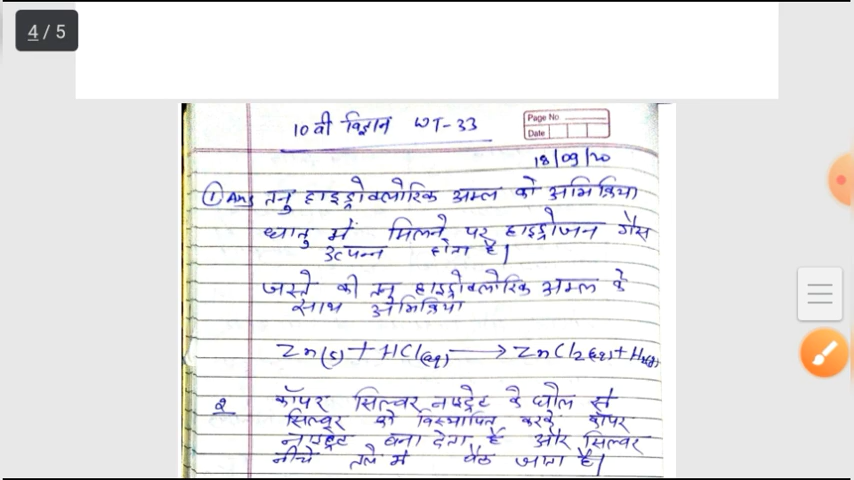 4 / 5
10 वी विज्ञान WT-33
Page No
Date
18/09/20
① Ans तनु हाइड्रोक्लोरिक अम्ल को अभिक्रिया
धातु में मिलने पर हाइड्रोजन गैस
उत्पन्न होता है।
जस्ते की तनु हाइड्रोक्लोरिक अम्ल के
साथ अभिक्रिया
Zn(s) + HCl(aq) → ZnCl2(aq) + H2(g)
2 कॉपर सिल्वर नाइट्रेट के घोल से
सिल्वर को विस्थापित करके कॉपर
नाइट्रेट बना देता है और सिल्वर
नीचे तले में बैठ जाता है।